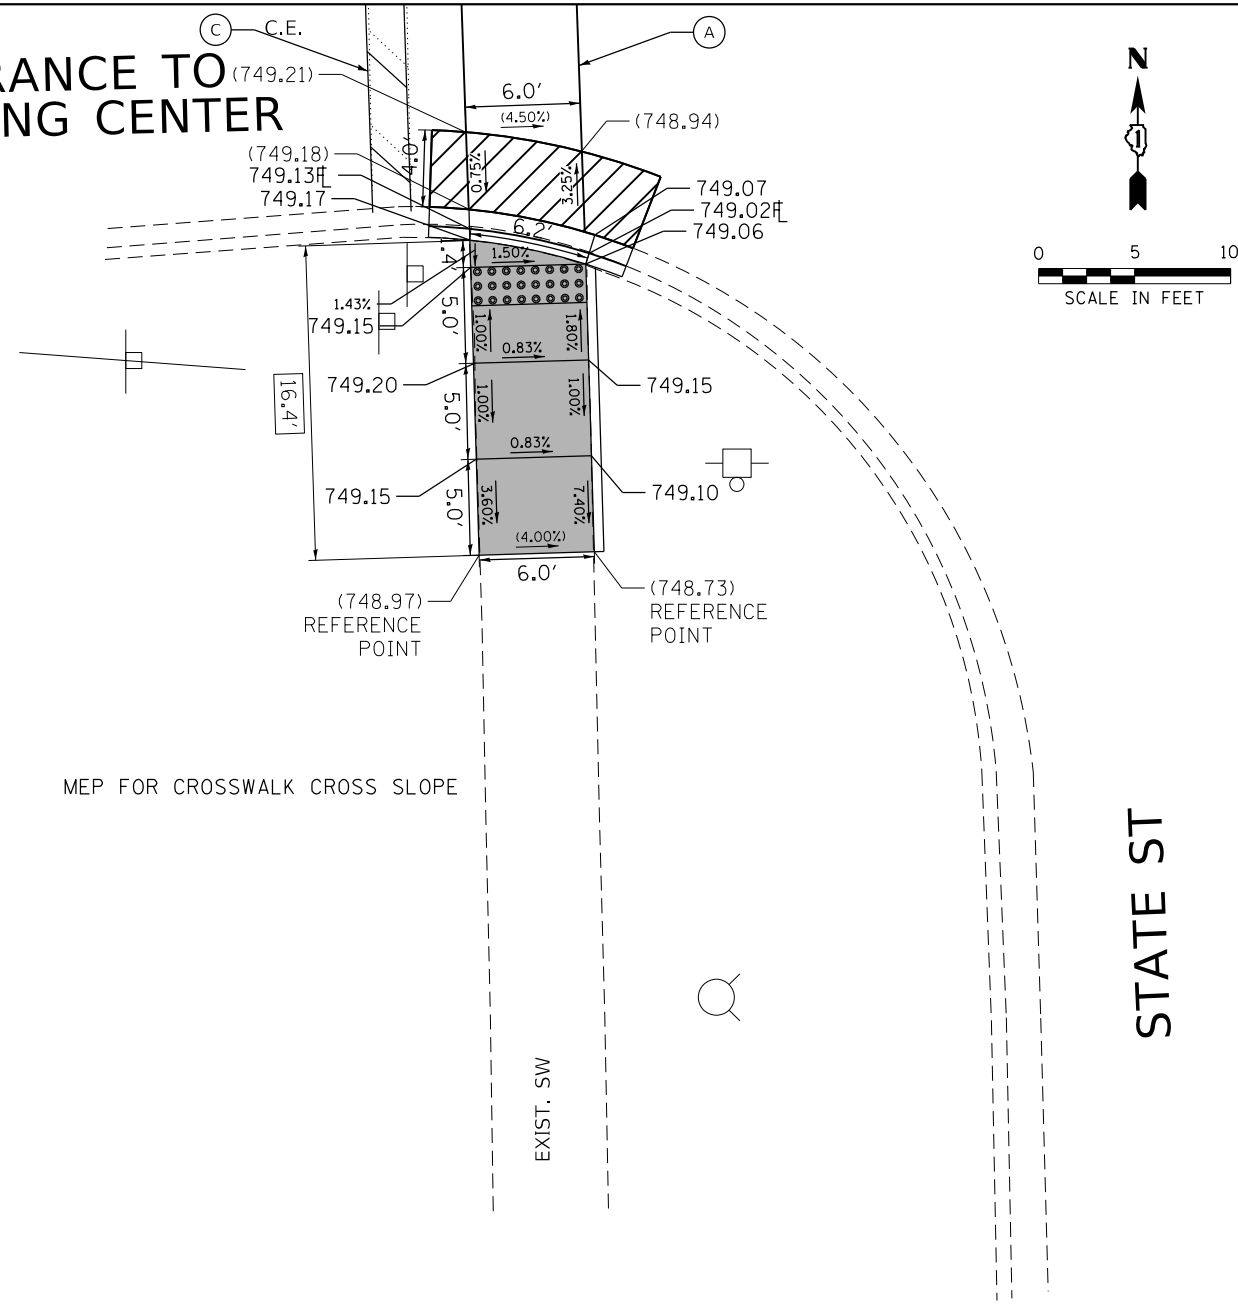 C
C.E.
A
RANCE TO
NG CENTER
(749.21)
6.0'
(4.50%)
(748.94)
N
1
(749.18)
749.13FL
749.17
4.0'
0.75%
3.25%
749.07
749.02FL
749.06
6.2'
1.4'
1.50%
0 5 10
SCALE IN FEET
1.43%
749.15
5.0'
1.00%
1.80%
0.83%
749.20
749.15
16.4'
5.0'
1.00%
1.00%
0.83%
749.15
749.10
5.0'
3.60%
7.40%
(4.00%)
6.0'
(748.97)
REFERENCE
POINT
(748.73)
REFERENCE
POINT
MEP FOR CROSSWALK CROSS SLOPE
STATE ST
EXIST. SW